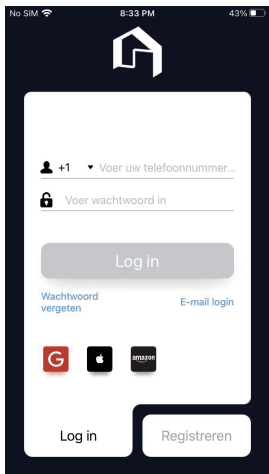 No SIM 8:33 PM 43%
+1 Voer uw telefoonnummer...
Voer wachtwoord in
Log in
Wachtwoord
vergeten
E-mail login
G amazon
Log in Registreren